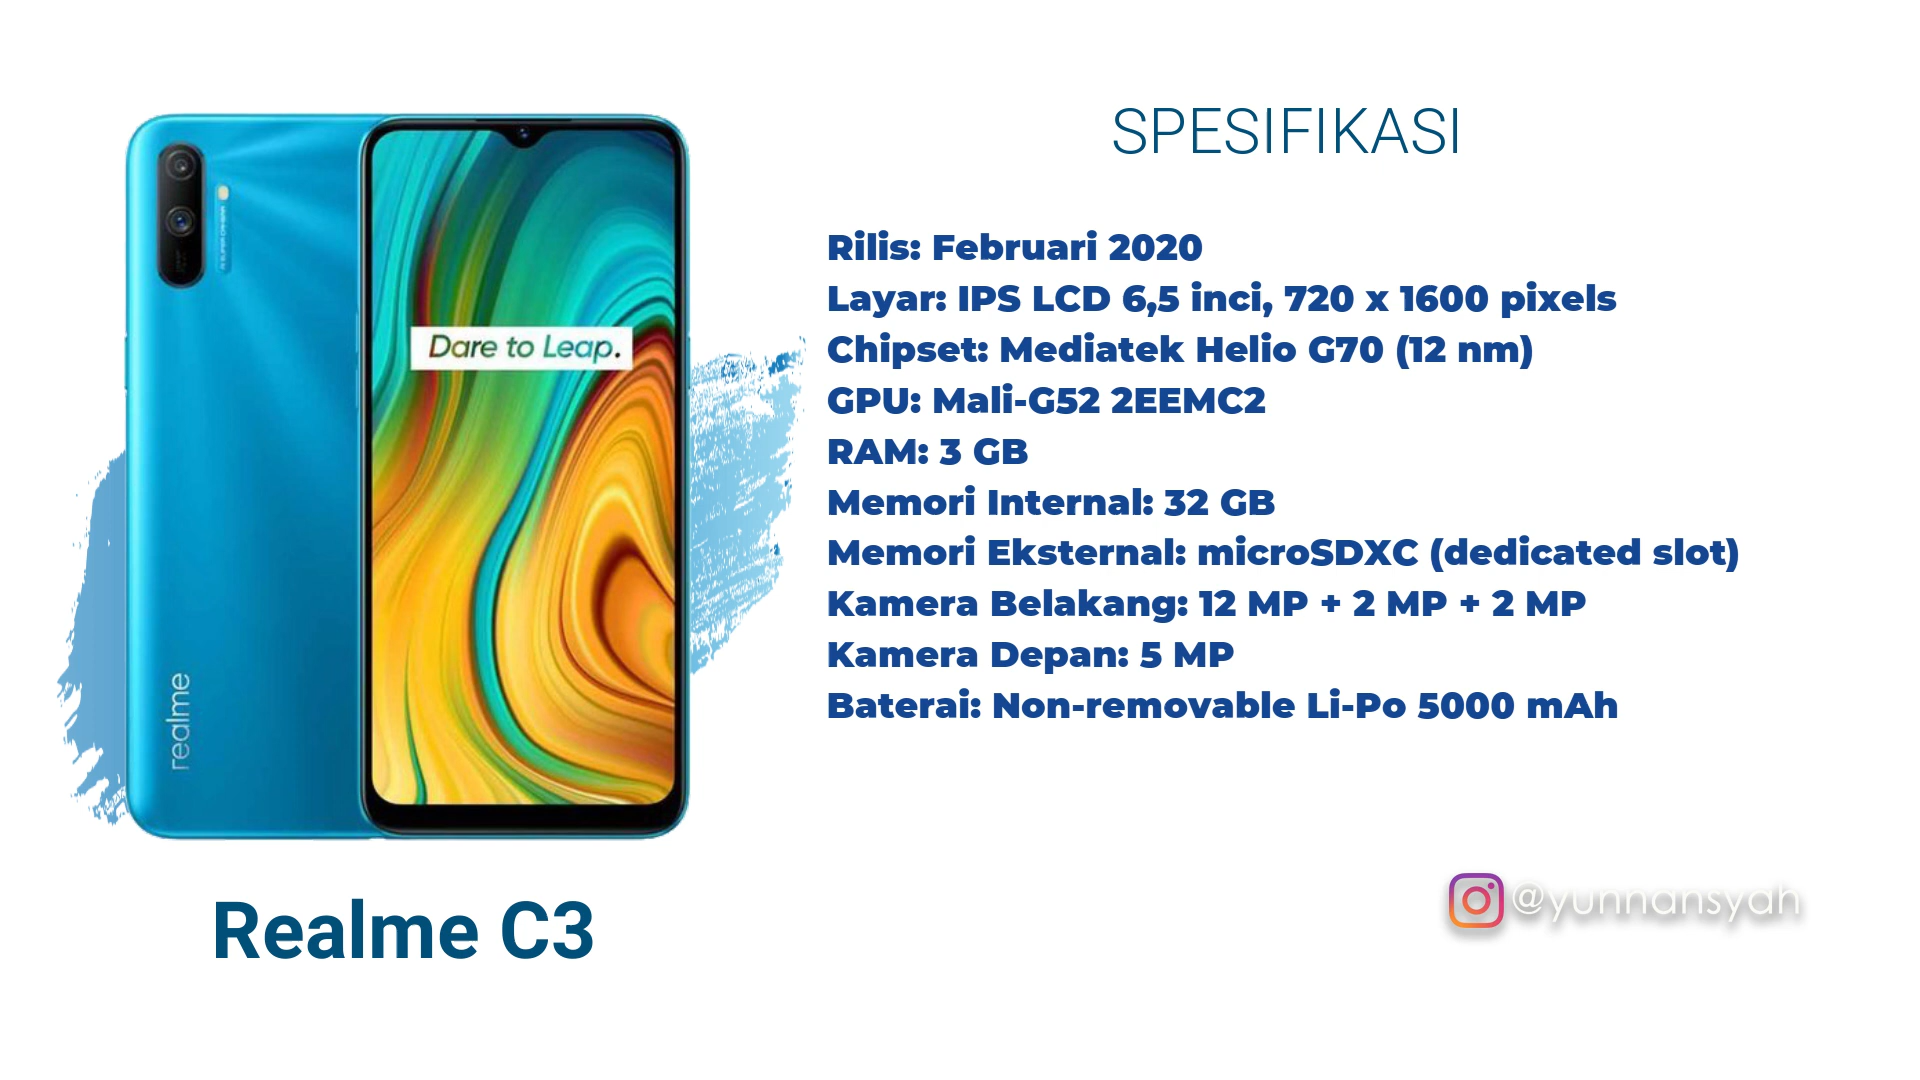 SPESIFIKASI
Rilis: Februari 2020
Layar: IPS LCD 6,5 inci, 720 x 1600 pixels
Chipset: Mediatek Helio G70 (12 nm)
GPU: Mali-G52 2EEMC2
RAM: 3 GB
Memori Internal: 32 GB
Memori Eksternal: microSDXC (dedicated slot)
Kamera Belakang: 12 MP + 2 MP + 2 MP
Kamera Depan: 5 MP
Baterai: Non-removable Li-Po 5000 mAh
Dare to Leap.
realme
Realme C3
@yunnansyah